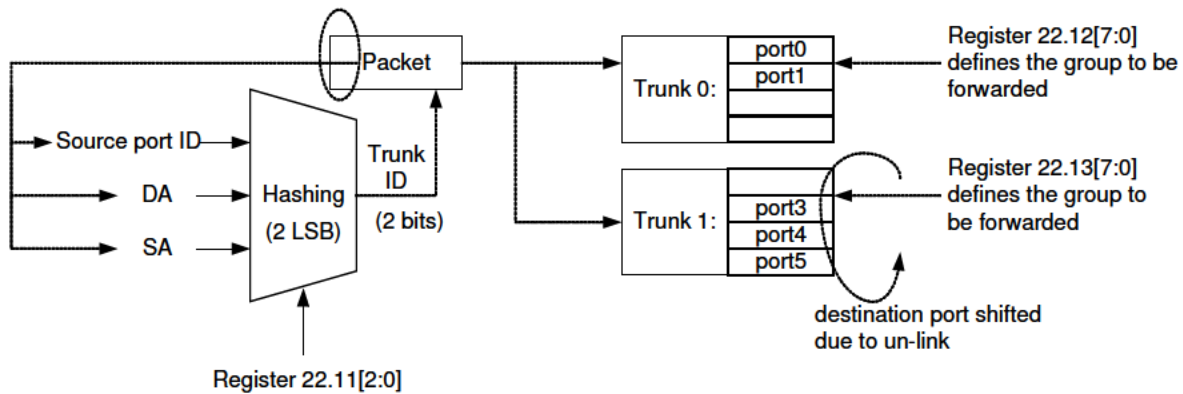 Packet
Source port ID
DA
SA
Hashing
(2 LSB)
Trunk
ID
(2 bits)
Register 22.11[2:0]
Trunk 0:
port0
port1
Register 22.12[7:0]
defines the group to be
forwarded
Trunk 1:
port3
port4
port5
Register 22.13[7:0]
defines the group to
be forwarded
destination port shifted
due to un-link